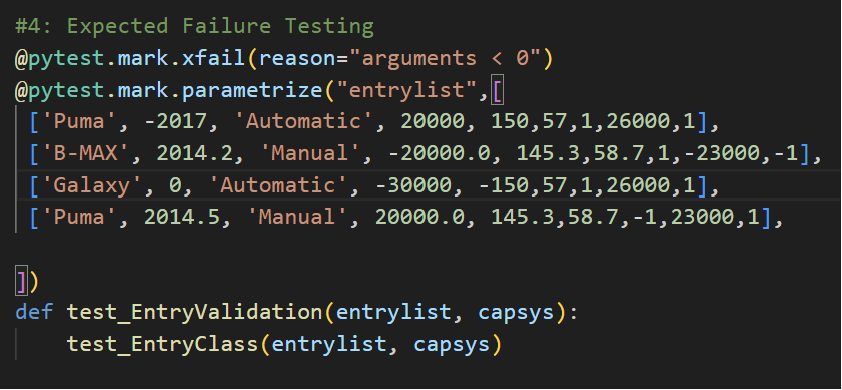 #4: Expected Failure Testing
@pytest.mark.xfail(reason="arguments < 0")
@pytest.mark.parametrize("entrylist",[
['Puma', -2017, 'Automatic', 20000, 150,57,1,26000,1],
['B-MAX', 2014.2, 'Manual', -20000.0, 145.3,58.7,1,-23000,-1],
['Galaxy', 0, 'Automatic', -30000, -150,57,1,26000,1],
['Puma', 2014.5, 'Manual', 20000.0, 145.3,58.7,-1,23000,1],
])
def test_EntryValidation(entrylist, capsys):
test_EntryClass(entrylist, capsys)